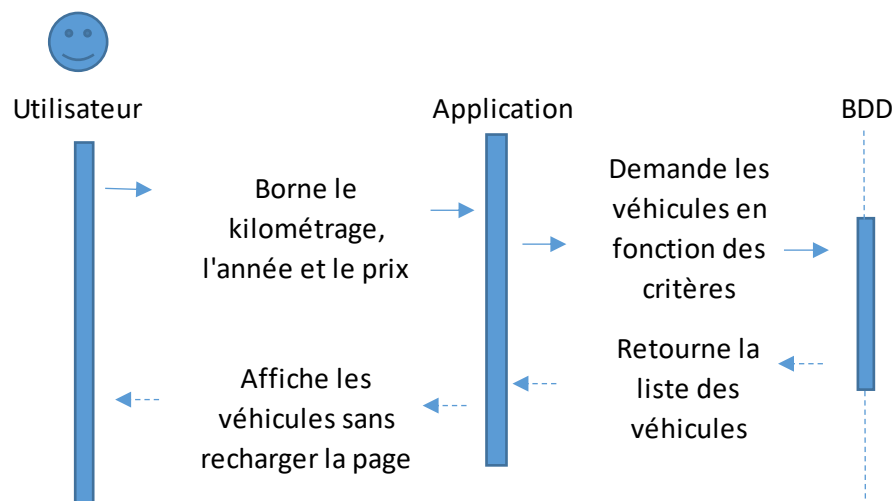 Utilisateur
Application
BDD
Borne le
kilométrage,
l'année et le prix
Demande les
véhicules en
fonction des
critères
Retourne la
liste des
véhicules
Affiche les
véhicules sans
recharger la page